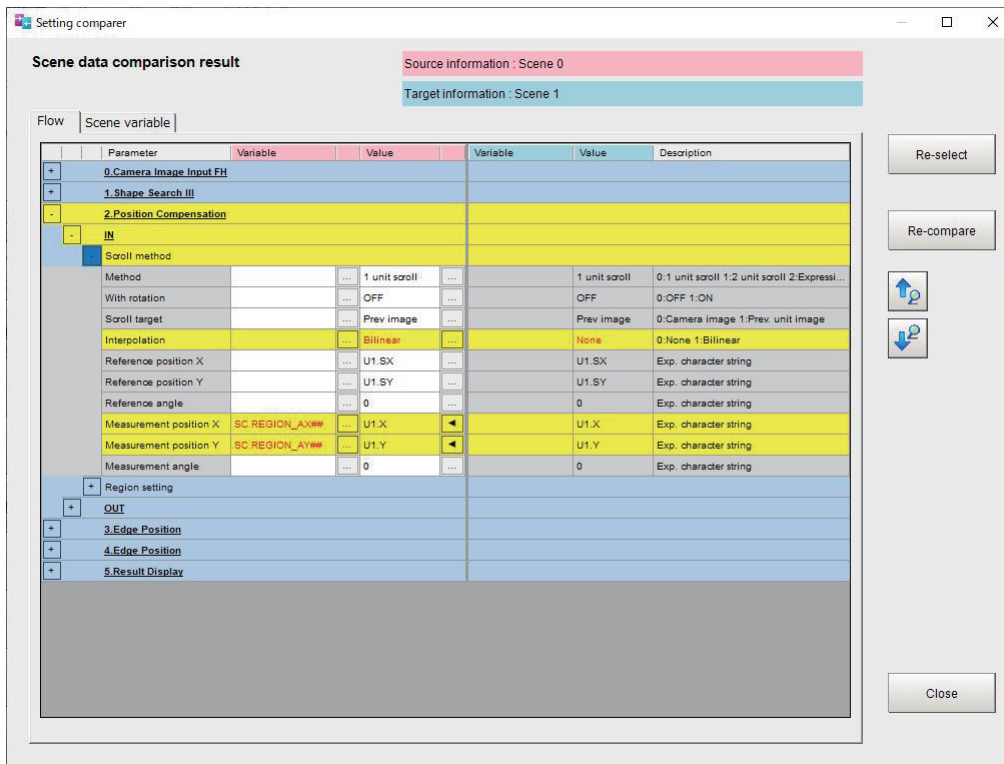 Setting comparer
Scene data comparison result
Source information : Scene 0
Target information : Scene 1
Flow Scene variable
Parameter Variable Value Variable Value Description
+ 0.Camera Image Input FH
+ 1.Shape Search III
- 2.Position Compensation
- IN
- Scroll method
Method ... 1 unit scroll ... 1 unit scroll 0:1 unit scroll 1:2 unit scroll 2:Expressi...
With rotation ... OFF ... OFF 0:OFF 1:ON
Scroll target ... Prev image ... Prev image 0:Camera image 1:Prev. unit image
Interpolation ... Bilinear ... None 0:None 1:Bilinear
Reference position X ... U1.SX ... U1.SX Exp. character string
Reference position Y ... U1.SY ... U1.SY Exp. character string
Reference angle ... 0 ... 0 Exp. character string
Measurement position X SC.REGION_AX## ... U1.X ◄ U1.X Exp. character string
Measurement position Y SC.REGION_AY## ... U1.Y ◄ U1.Y Exp. character string
Measurement angle ... 0 ... 0 Exp. character string
+ Region setting
+ OUT
+ 3.Edge Position
+ 4.Edge Position
+ 5.Result Display
Re-select
Re-compare
Close